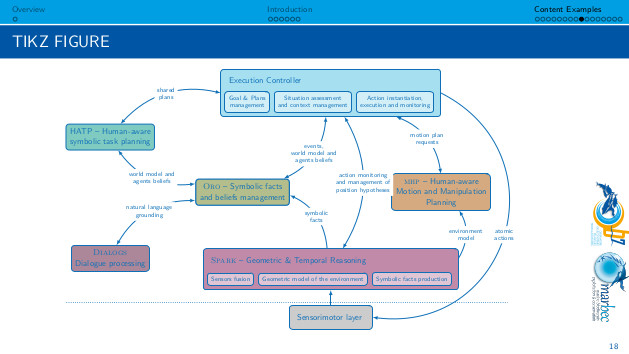 Overview
Introduction
Content Examples
TIKZ FIGURE
Execution Controller
Goal & Plans
management
Situation assessment
and context management
Action instantiation,
execution and monitoring
shared
plans
HATP – Human-aware
symbolic task planning
events,
world model and
agents beliefs
motion plan
requests
world model and
agents beliefs
action monitoring
and management of
position hypotheses
ORO – Symbolic facts
and beliefs management
MHP – Human-aware
Motion and Manipulation
Planning
natural language
grounding
symbolic
facts
environment
model
atomic
actions
DIALOGS
Dialogue processing
SPARK – Geometric & Temporal Reasoning
Sensors fusion
Geometric model of the environment
Symbolic facts production
Sensorimotor layer
marbec
18